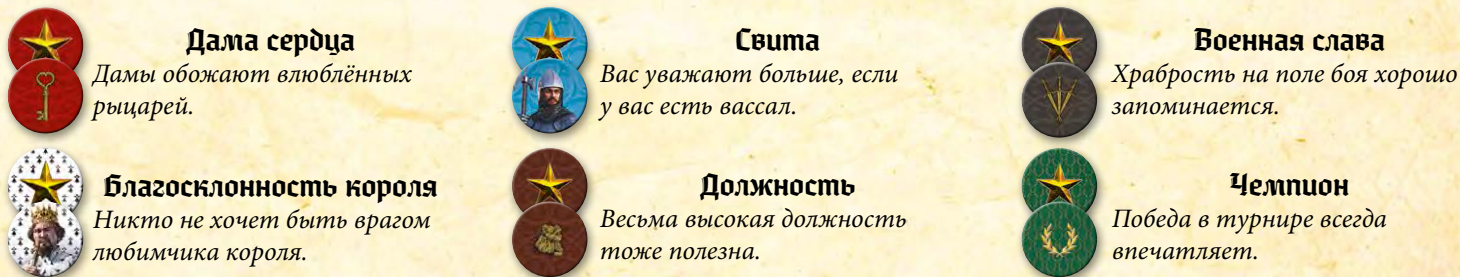 Дама сердца
Дамы обожают влюблённых
рыцарей.
Свита
Вас уважают больше, если
у вас есть вассал.
Военная слава
Храбрость на поле боя хорошо
запоминается.
Благосклонность короля
Никто не хочет быть врагом
любимчика короля.
Должность
Весьма высокая должность
тоже полезна.
Чемпион
Победа в турнире всегда
впечатляет.